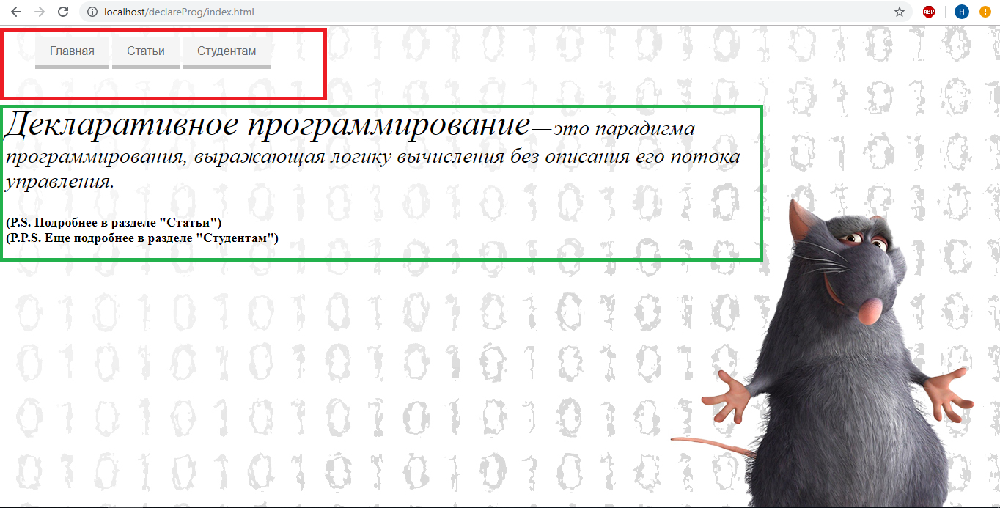 localhost/declareProg/index.html
ABP
H
Главная Статьи Студентам
Декларативное программирование — это парадигма
программирования, выражающая логику вычисления без описания его потока
управления.
(P.S. Подробнее в разделе "Статьи")
(P.P.S. Еще подробнее в разделе "Студентам")